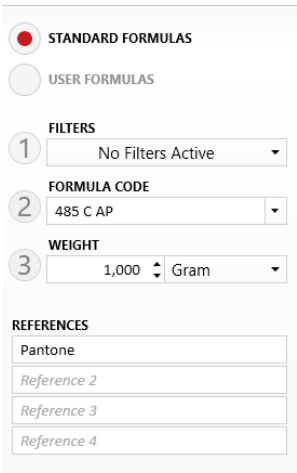 STANDARD FORMULAS
USER FORMULAS
FILTERS
1 No Filters Active
FORMULA CODE
2 485 C AP
WEIGHT
3 1,000 Gram
REFERENCES
Pantone
Reference 2
Reference 3
Reference 4